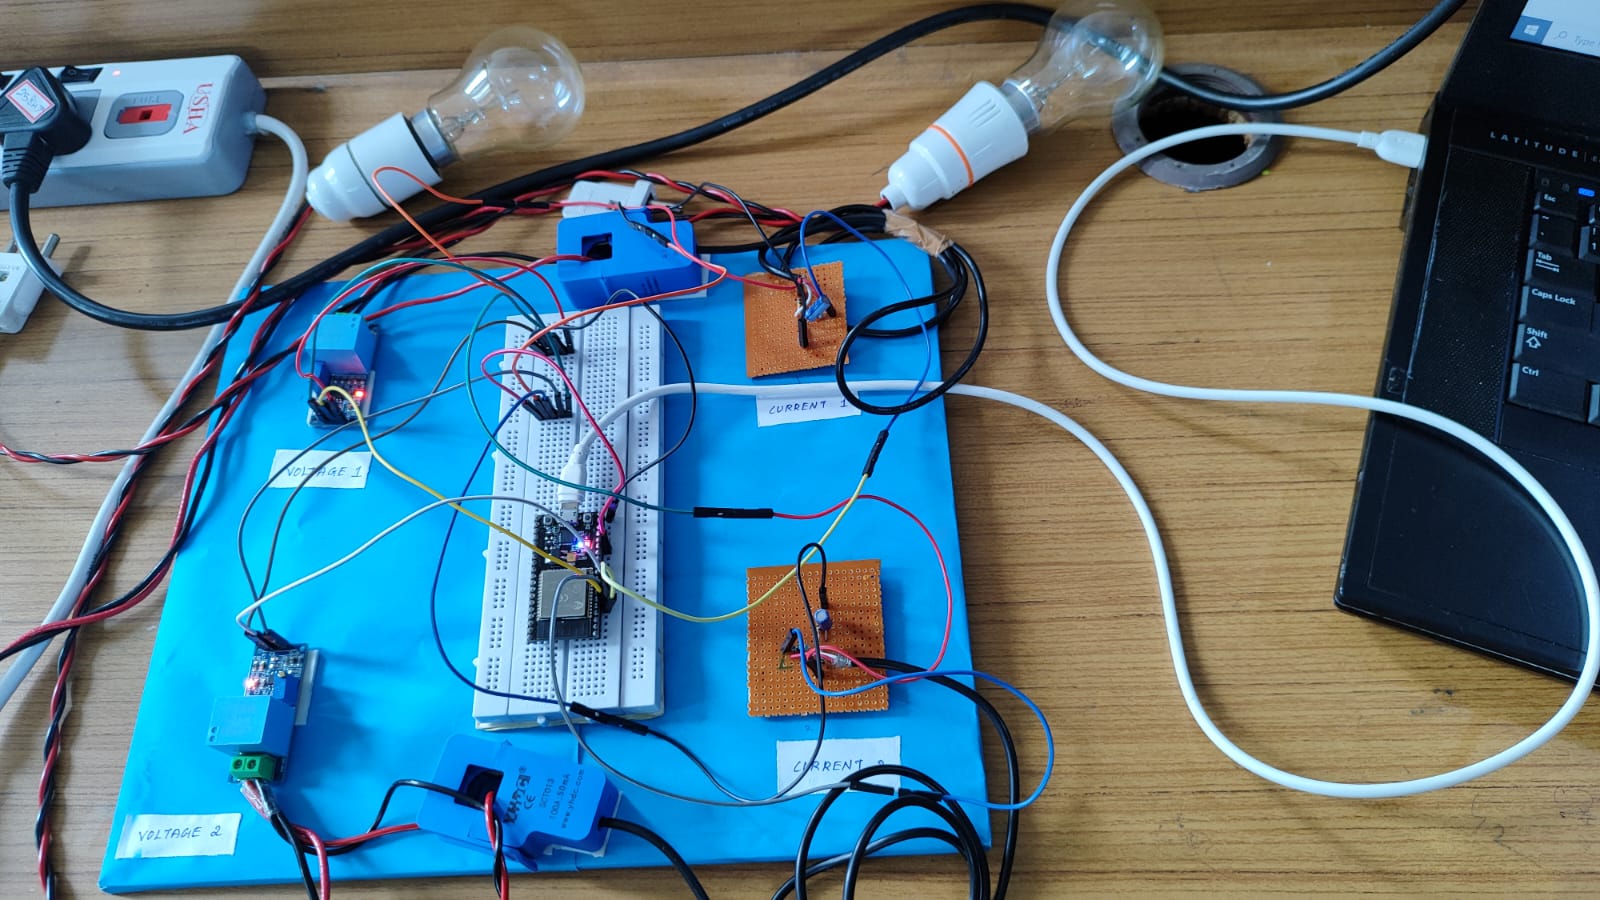 USHA
LATITUDE
Type
Esc
Tab
Caps Lock
Shift
Ctrl
CURRENT 1
VOLTAGE 1
CURRENT 2
VOLTAGE 2
SCT013
100A:50mA
www.yhdc.com